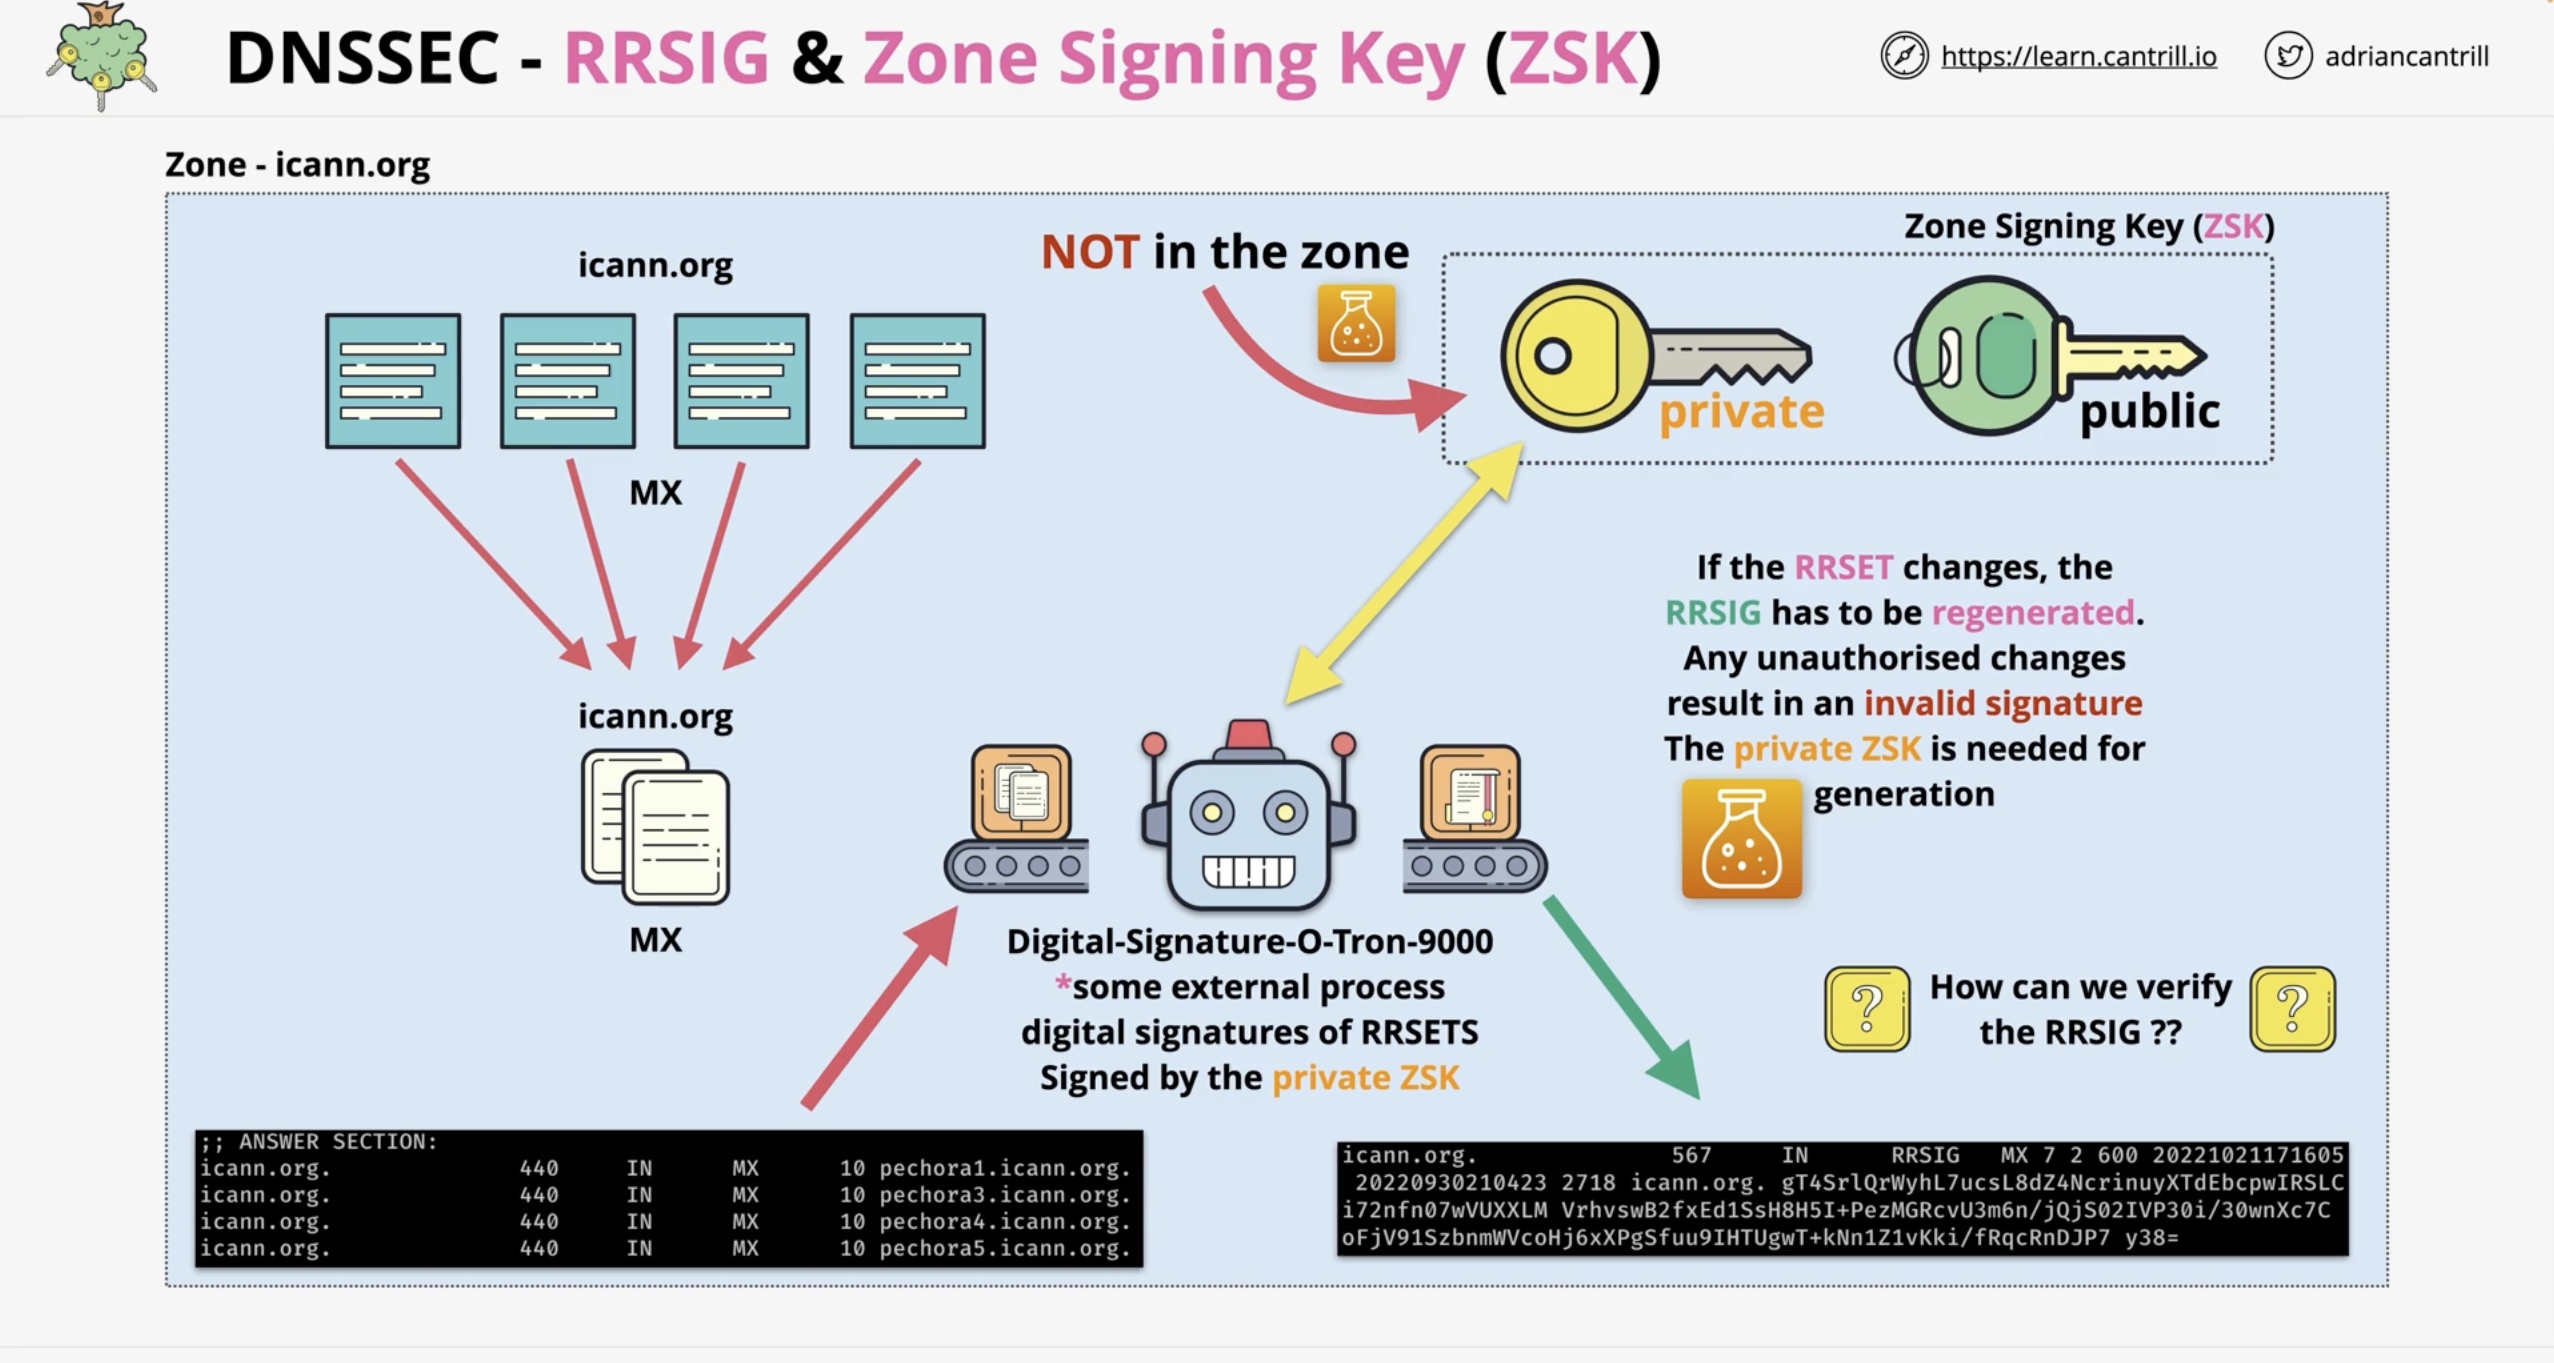 DNSSEC - RRSIG & Zone Signing Key (ZSK)
https://learn.cantrill.io
adriancantrill
Zone - icann.org
icann.org
MX
icann.org
MX
NOT in the zone
Zone Signing Key (ZSK)
private
public
If the RRSET changes, the
RRSIG has to be regenerated.
Any unauthorised changes
result in an invalid signature
The private ZSK is needed for
generation
Digital-Signature-O-Tron-9000
*some external process
digital signatures of RRSETS
Signed by the private ZSK
? How can we verify ?
the RRSIG ??
;; ANSWER SECTION:
icann.org. 440 IN MX 10 pechora1.icann.org.
icann.org. 440 IN MX 10 pechora3.icann.org.
icann.org. 440 IN MX 10 pechora4.icann.org.
icann.org. 440 IN MX 10 pechora5.icann.org.
icann.org. 567 IN RRSIG MX 7 2 600 20221021171605
20220930210423 2718 icann.org. gT4SrlQrWyhL7ucsL8dZ4NcrinuyXTdEbcpwIRSLC
i72nfn07wVUXXLM VrhvswB2fxEd1SsH8H5I+PezMGRcvU3m6n/jQjS02IVP30i/30wnXc7C
oFjV91SzbnmWVcoHj6xXPgSfuu9IHTUgwT+kNn1Z1vKki/fRqcRnDJP7 y38=